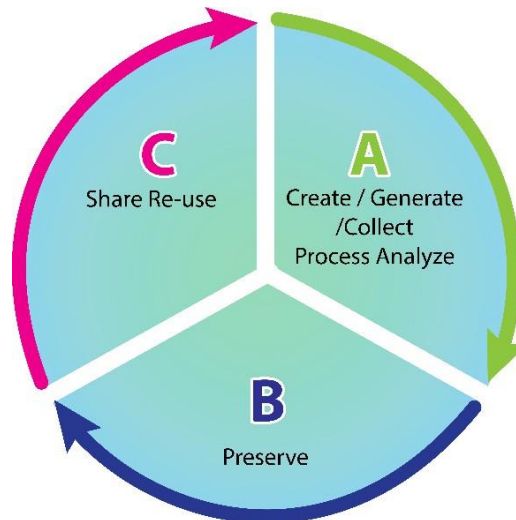 C
Share Re-use
A
Create / Generate
/Collect
Process Analyze
B
Preserve